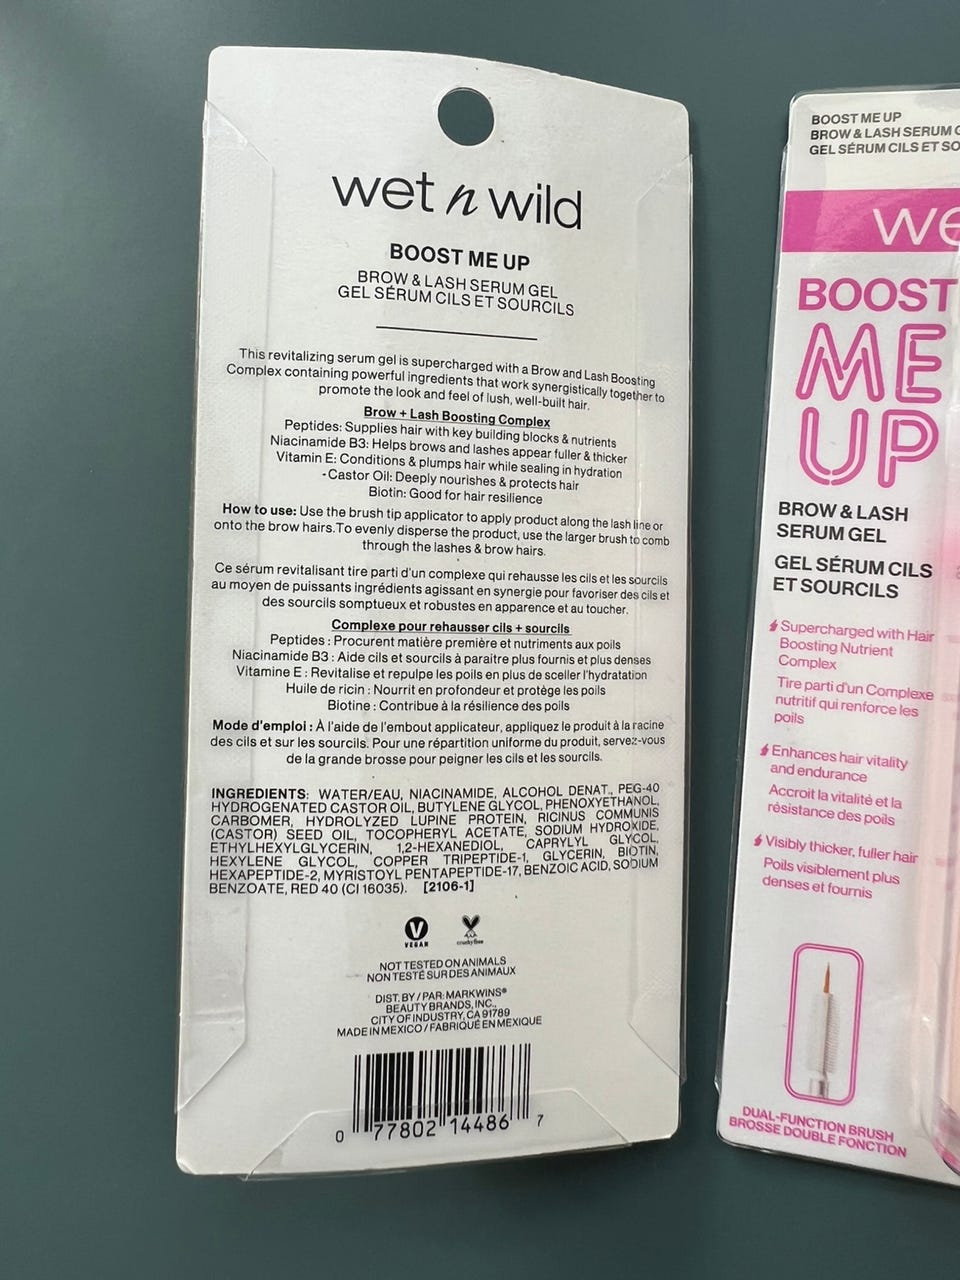 wet n wild
BOOST ME UP
BROW & LASH SERUM GEL
GEL SÉRUM CILS ET SOURCILS
This revitalizing serum gel is supercharged with a Brow and Lash Boosting
Complex containing powerful ingredients that work synergistically together to
promote the look and feel of lush, well-built hair.
Brow + Lash Boosting Complex
Peptides: Supplies hair with key building blocks & nutrients
Niacinamide B3: Helps brows and lashes appear fuller & thicker
Vitamin E: Conditions & plumps hair while sealing in hydration
-Castor Oil: Deeply nourishes & protects hair
Biotin: Good for hair resilience
How to use: Use the brush tip applicator to apply product along the lash line or
onto the brow hairs.To evenly disperse the product, use the larger brush to comb
through the lashes & brow hairs.
Ce sérum revitalisant tire parti d'un complexe qui rehausse les cils et les sourcils
au moyen de puissants ingrédients agissant en synergie pour favoriser des cils et
des sourcils somptueux et robustes en apparence et au toucher.
Complexe pour rehausser cils + sourcils
Peptides : Procurent matière première et nutriments aux poils
Niacinamide B3 : Aide cils et sourcils à paraitre plus fournis et plus denses
Vitamine E : Revitalise et repulpe les poils en plus de sceller l'hydratation
Huile de ricin : Nourrit en profondeur et protège les poils
Biotine : Contribue à la résilience des poils
Mode d'emploi : À l'aide de l'embout applicateur, appliquez le produit à la racine
des cils et sur les sourcils. Pour une répartition uniforme du produit, servez-vous
de la grande brosse pour peigner les cils et les sourcils.
INGREDIENTS: WATER/EAU, NIACINAMIDE, ALCOHOL DENAT., PEG-40
HYDROGENATED CASTOR OIL, BUTYLENE GLYCOL, PHENOXYETHANOL,
CARBOMER, HYDROLYZED LUPINE PROTEIN, RICINUS COMMUNIS
(CASTOR) SEED OIL, TOCOPHERYL ACETATE, SODIUM HYDROXIDE,
ETHYLHEXYLGLYCERIN, 1,2-HEXANEDIOL, CAPRYLYL GLYCOL,
HEXYLENE GLYCOL, COPPER TRIPEPTIDE-1, GLYCERIN, BIOTIN,
HEXAPEPTIDE-2, MYRISTOYL PENTAPEPTIDE-17, BENZOIC ACID, SODIUM
BENZOATE, RED 40 (CI 16035). [2106-1]
V
VEGAN
crueltyfree
NOT TESTED ON ANIMALS
NON TESTÉ SUR DES ANIMAUX
DIST. BY / PAR: MARKWINS®
BEAUTY BRANDS, INC.,
CITY OF INDUSTRY, CA 91789
MADE IN MEXICO / FABRIQUÉ EN MEXIQUE
0 77802 14486 7
BOOST ME UP
BROW & LASH SERUM G
GEL SÉRUM CILS ET SO
we
BOOST
ME
UP
BROW & LASH
SERUM GEL
GEL SÉRUM CILS
ET SOURCILS
Supercharged with Hair
Boosting Nutrient
Complex
Tire parti d'un Complexe
nutritif qui renforce les
poils
Enhances hair vitality
and endurance
Accroit la vitalité et la
résistance des poils
Visibly thicker, fuller hair
Poils visiblement plus
denses et fournis
DUAL-FUNCTION BRUSH
BROSSE DOUBLE FONCTION